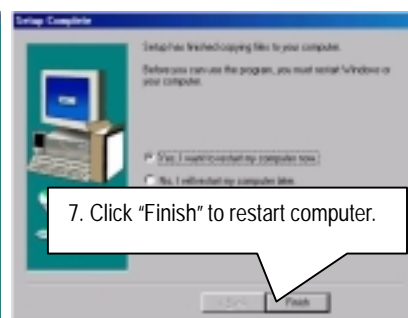 Setup Complete
Setup has finished copying files to your computer.
Before you can use the program, you must restart Windows or
your computer.
Yes, I want to restart my computer now.
No, I will restart my computer later.
7. Click “Finish” to restart computer.
< Back
Finish